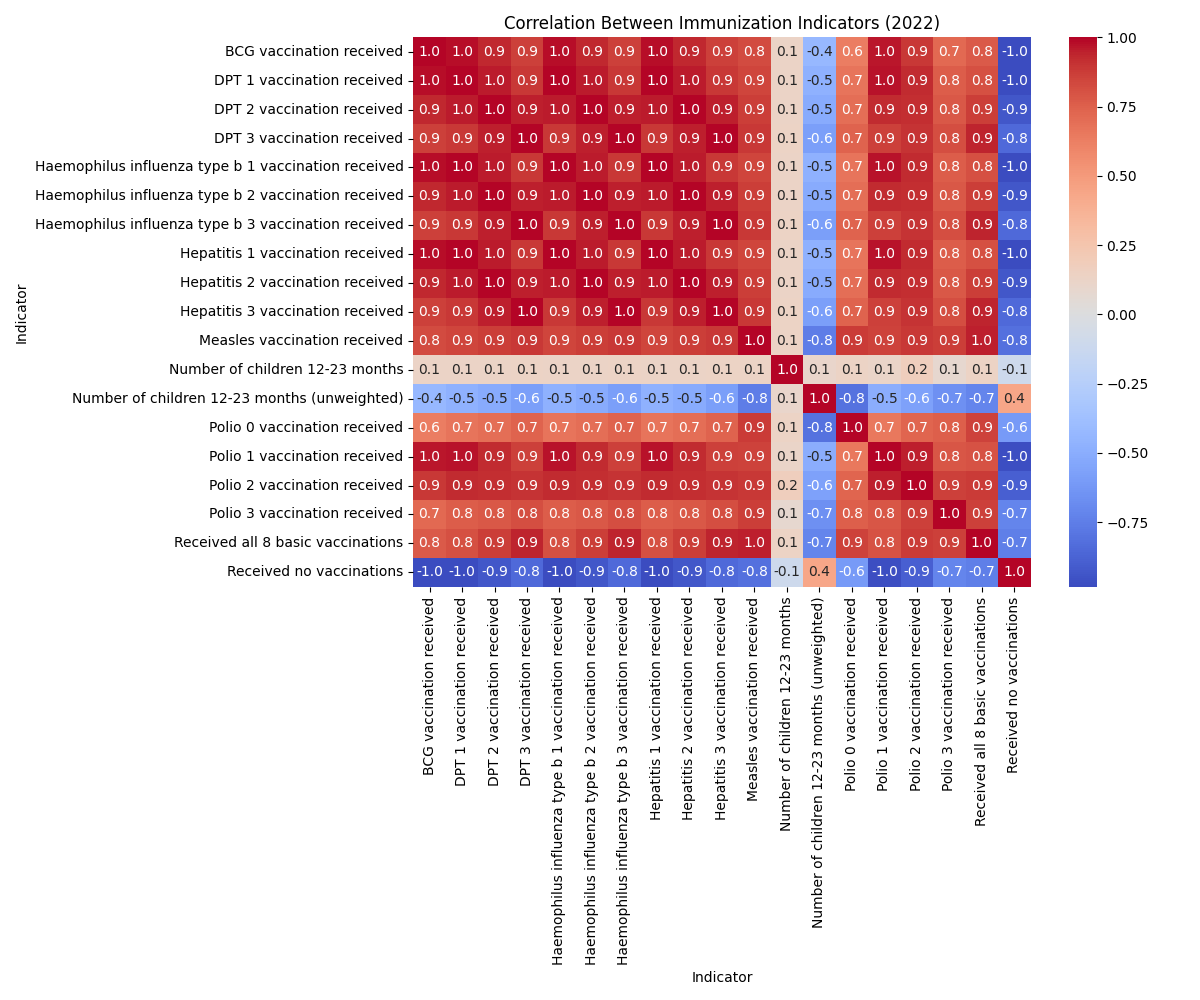 Correlation Between Immunization Indicators (2022)
Indicator
BCG vaccination received 1.0 1.0 0.9 0.9 1.0 0.9 0.9 1.0 0.9 0.9 0.8 0.1 -0.4 0.6 1.0 0.9 0.7 0.8 -1.0
DPT 1 vaccination received 1.0 1.0 1.0 0.9 1.0 1.0 0.9 1.0 1.0 0.9 0.9 0.1 -0.5 0.7 1.0 0.9 0.8 0.8 -1.0
DPT 2 vaccination received 0.9 1.0 1.0 0.9 1.0 1.0 0.9 1.0 1.0 0.9 0.9 0.1 -0.5 0.7 0.9 0.9 0.8 0.9 -0.9
DPT 3 vaccination received 0.9 0.9 0.9 1.0 0.9 0.9 1.0 0.9 0.9 1.0 0.9 0.1 -0.6 0.7 0.9 0.9 0.8 0.9 -0.8
Haemophilus influenza type b 1 vaccination received 1.0 1.0 1.0 0.9 1.0 1.0 0.9 1.0 1.0 0.9 0.9 0.1 -0.5 0.7 1.0 0.9 0.8 0.8 -1.0
Haemophilus influenza type b 2 vaccination received 0.9 1.0 1.0 0.9 1.0 1.0 0.9 1.0 1.0 0.9 0.9 0.1 -0.5 0.7 0.9 0.9 0.8 0.9 -0.9
Haemophilus influenza type b 3 vaccination received 0.9 0.9 0.9 1.0 0.9 0.9 1.0 0.9 0.9 1.0 0.9 0.1 -0.6 0.7 0.9 0.9 0.8 0.9 -0.8
Hepatitis 1 vaccination received 1.0 1.0 1.0 0.9 1.0 1.0 0.9 1.0 1.0 0.9 0.9 0.1 -0.5 0.7 1.0 0.9 0.8 0.8 -1.0
Hepatitis 2 vaccination received 0.9 1.0 1.0 0.9 1.0 1.0 0.9 1.0 1.0 0.9 0.9 0.1 -0.5 0.7 0.9 0.9 0.8 0.9 -0.9
Hepatitis 3 vaccination received 0.9 0.9 0.9 1.0 0.9 0.9 1.0 0.9 0.9 1.0 0.9 0.1 -0.6 0.7 0.9 0.9 0.8 0.9 -0.8
Measles vaccination received 0.8 0.9 0.9 0.9 0.9 0.9 0.9 0.9 0.9 0.9 1.0 0.1 -0.8 0.9 0.9 0.9 0.9 1.0 -0.8
Number of children 12-23 months 0.1 0.1 0.1 0.1 0.1 0.1 0.1 0.1 0.1 0.1 0.1 1.0 0.1 0.1 0.1 0.2 0.1 0.1 -0.1
Number of children 12-23 months (unweighted) -0.4 -0.5 -0.5 -0.6 -0.5 -0.5 -0.6 -0.5 -0.5 -0.6 -0.8 0.1 1.0 -0.8 -0.5 -0.6 -0.7 -0.7 0.4
Polio 0 vaccination received 0.6 0.7 0.7 0.7 0.7 0.7 0.7 0.7 0.7 0.7 0.9 0.1 -0.8 1.0 0.7 0.7 0.8 0.9 -0.6
Polio 1 vaccination received 1.0 1.0 0.9 0.9 1.0 0.9 0.9 1.0 0.9 0.9 0.9 0.1 -0.5 0.7 1.0 0.9 0.8 0.8 -1.0
Polio 2 vaccination received 0.9 0.9 0.9 0.9 0.9 0.9 0.9 0.9 0.9 0.9 0.9 0.2 -0.6 0.7 0.9 1.0 0.9 0.9 -0.9
Polio 3 vaccination received 0.7 0.8 0.8 0.8 0.8 0.8 0.8 0.8 0.8 0.8 0.9 0.1 -0.7 0.8 0.8 0.9 1.0 0.9 -0.7
Received all 8 basic vaccinations 0.8 0.8 0.9 0.9 0.8 0.9 0.9 0.8 0.9 0.9 1.0 0.1 -0.7 0.9 0.8 0.9 0.9 1.0 -0.7
Received no vaccinations -1.0 -1.0 -0.9 -0.8 -1.0 -0.9 -0.8 -1.0 -0.9 -0.8 -0.8 -0.1 0.4 -0.6 -1.0 -0.9 -0.7 -0.7 1.0
BCG vaccination received
DPT 1 vaccination received
DPT 2 vaccination received
DPT 3 vaccination received
Haemophilus influenza type b 1 vaccination received
Haemophilus influenza type b 2 vaccination received
Haemophilus influenza type b 3 vaccination received
Hepatitis 1 vaccination received
Hepatitis 2 vaccination received
Hepatitis 3 vaccination received
Measles vaccination received
Number of children 12-23 months
Number of children 12-23 months (unweighted)
Polio 0 vaccination received
Polio 1 vaccination received
Polio 2 vaccination received
Polio 3 vaccination received
Received all 8 basic vaccinations
Received no vaccinations
Indicator
1.00
0.75
0.50
0.25
0.00
−0.25
−0.50
−0.75